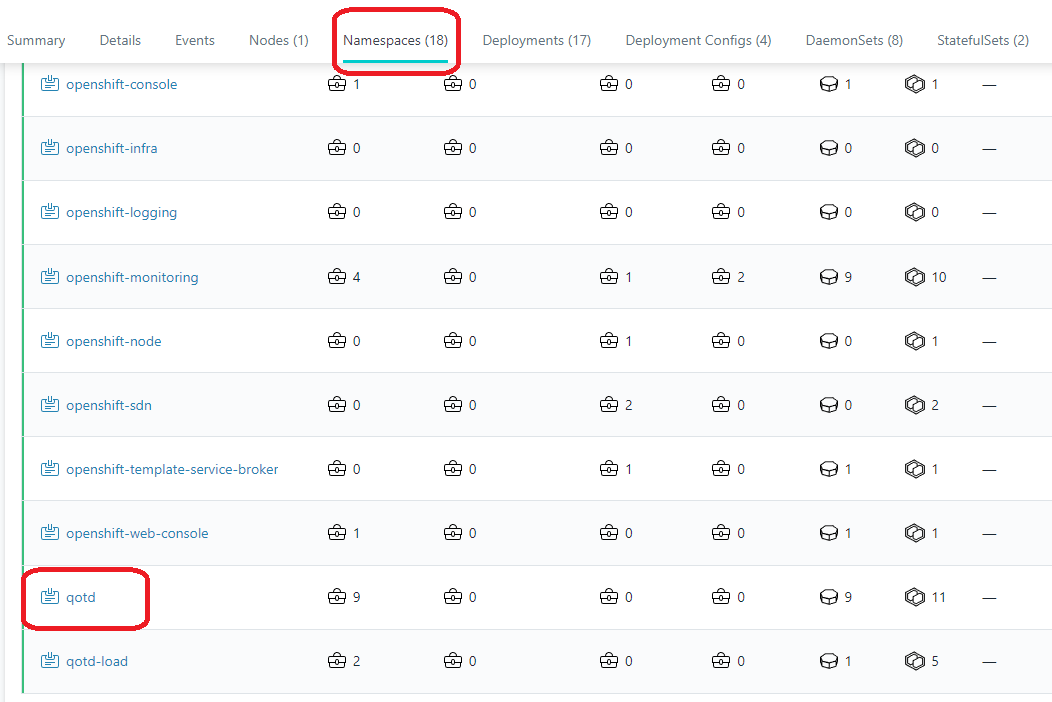 Summary Details Events Nodes (1) Namespaces (18) Deployments (17) Deployment Configs (4) DaemonSets (8) StatefulSets (2)
openshift-console 1 0 0 0 1 1 —
openshift-infra 0 0 0 0 0 0 —
openshift-logging 0 0 0 0 0 0 —
openshift-monitoring 4 0 1 2 9 10 —
openshift-node 0 0 1 0 0 1 —
openshift-sdn 0 0 2 0 0 2 —
openshift-template-service-broker 0 0 1 0 1 1 —
openshift-web-console 1 0 0 0 1 1 —
qotd 9 0 0 0 9 11 —
qotd-load 2 0 0 0 1 5 —